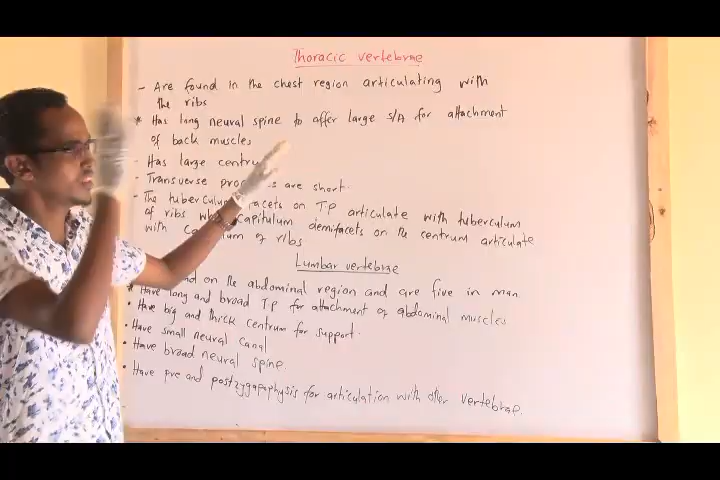 Thoracic vertebrae
- Are found in the chest region articulating with
the ribs
* Has long neural spine to offer large s/A for attachment
of back muscles
- Has large centru
- Transverse pro s are short.
- The tuberculum facets on T.p articulate with tuberculum
of ribs wh capitulum demifacets on the centrum articulate
with Ca um of ribs
Lumbar vertebrae
nd on the abdominal region and are five in man
* Have long and broad T.p for attachment of abdominal muscles
• Have big and thick centrum for support.
• Have small neural canal
• Have broad neural spine.
• Have pre and postzygapophysis for articulation with other vertebrae.